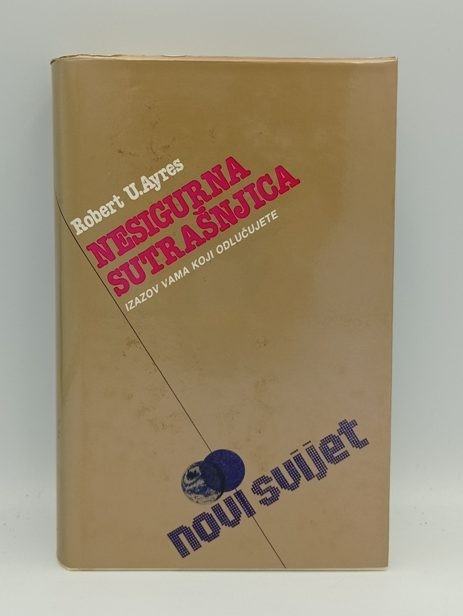 Robert U. Ayres
NESIGURNA
SUTRAŠNJICA
IZAZOV VAMA KOJI ODLUČUJETE
novi svijet